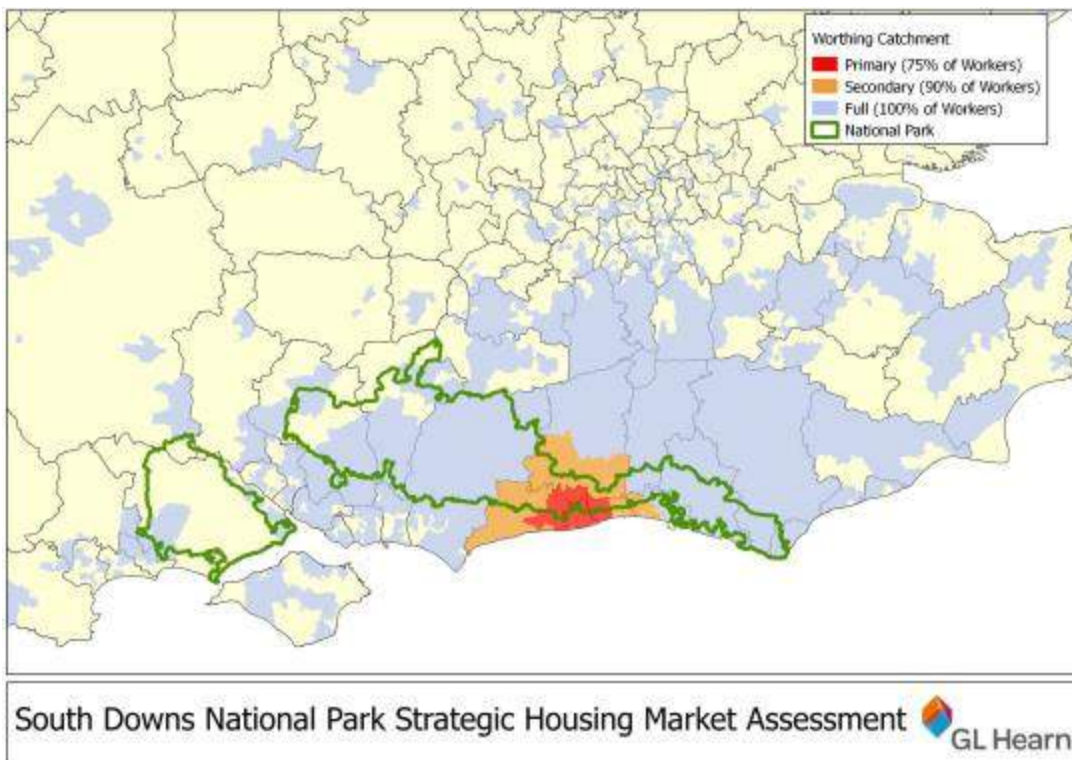 Worthing Catchment
Primary (75% of Workers)
Secondary (90% of Workers)
Full (100% of Workers)
National Park
South Downs National Park Strategic Housing Market Assessment
GL Hearn